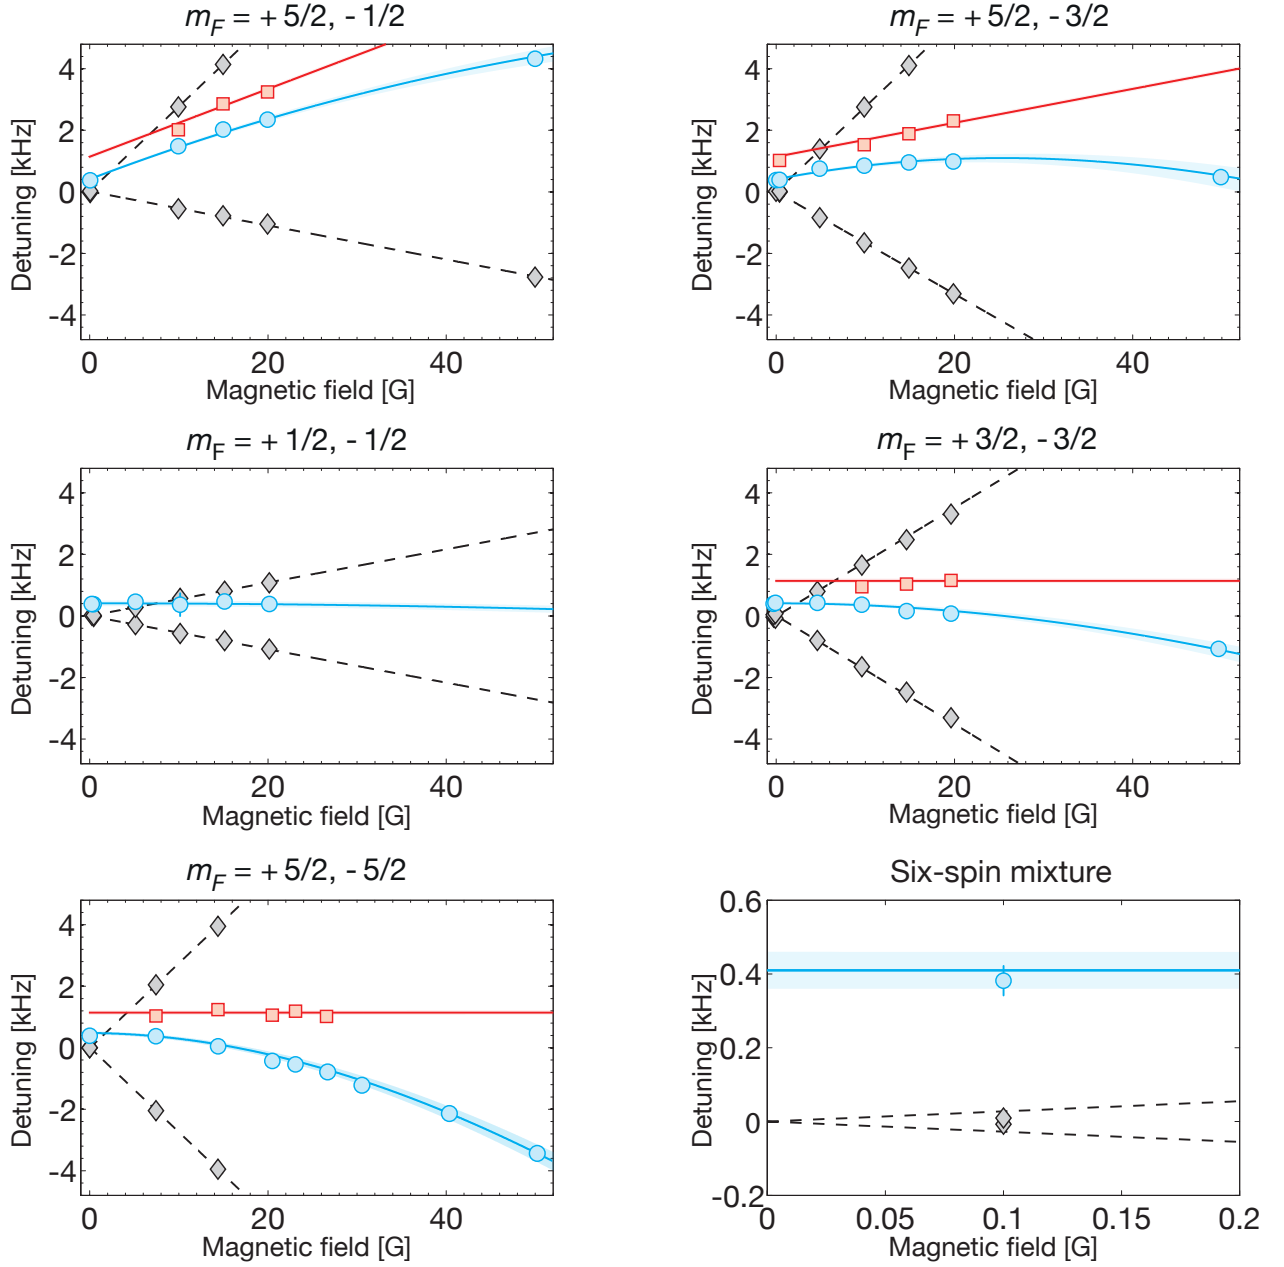 m_F = + 5/2, - 1/2
4
2
0
-2
-4
Detuning [kHz]
0 20 40
Magnetic field [G]
m_F = + 5/2, - 3/2
4
2
0
-2
-4
Detuning [kHz]
0 20 40
Magnetic field [G]
m_F = + 1/2, - 1/2
4
2
0
-2
-4
Detuning [kHz]
0 20 40
Magnetic field [G]
m_F = + 3/2, - 3/2
4
2
0
-2
-4
Detuning [kHz]
0 20 40
Magnetic field [G]
m_F = + 5/2, - 5/2
4
2
0
-2
-4
Detuning [kHz]
0 20 40
Magnetic field [G]
Six-spin mixture
0.6
0.4
0.2
0
-0.2
Detuning [kHz]
0 0.05 0.1 0.15 0.2
Magnetic field [G]